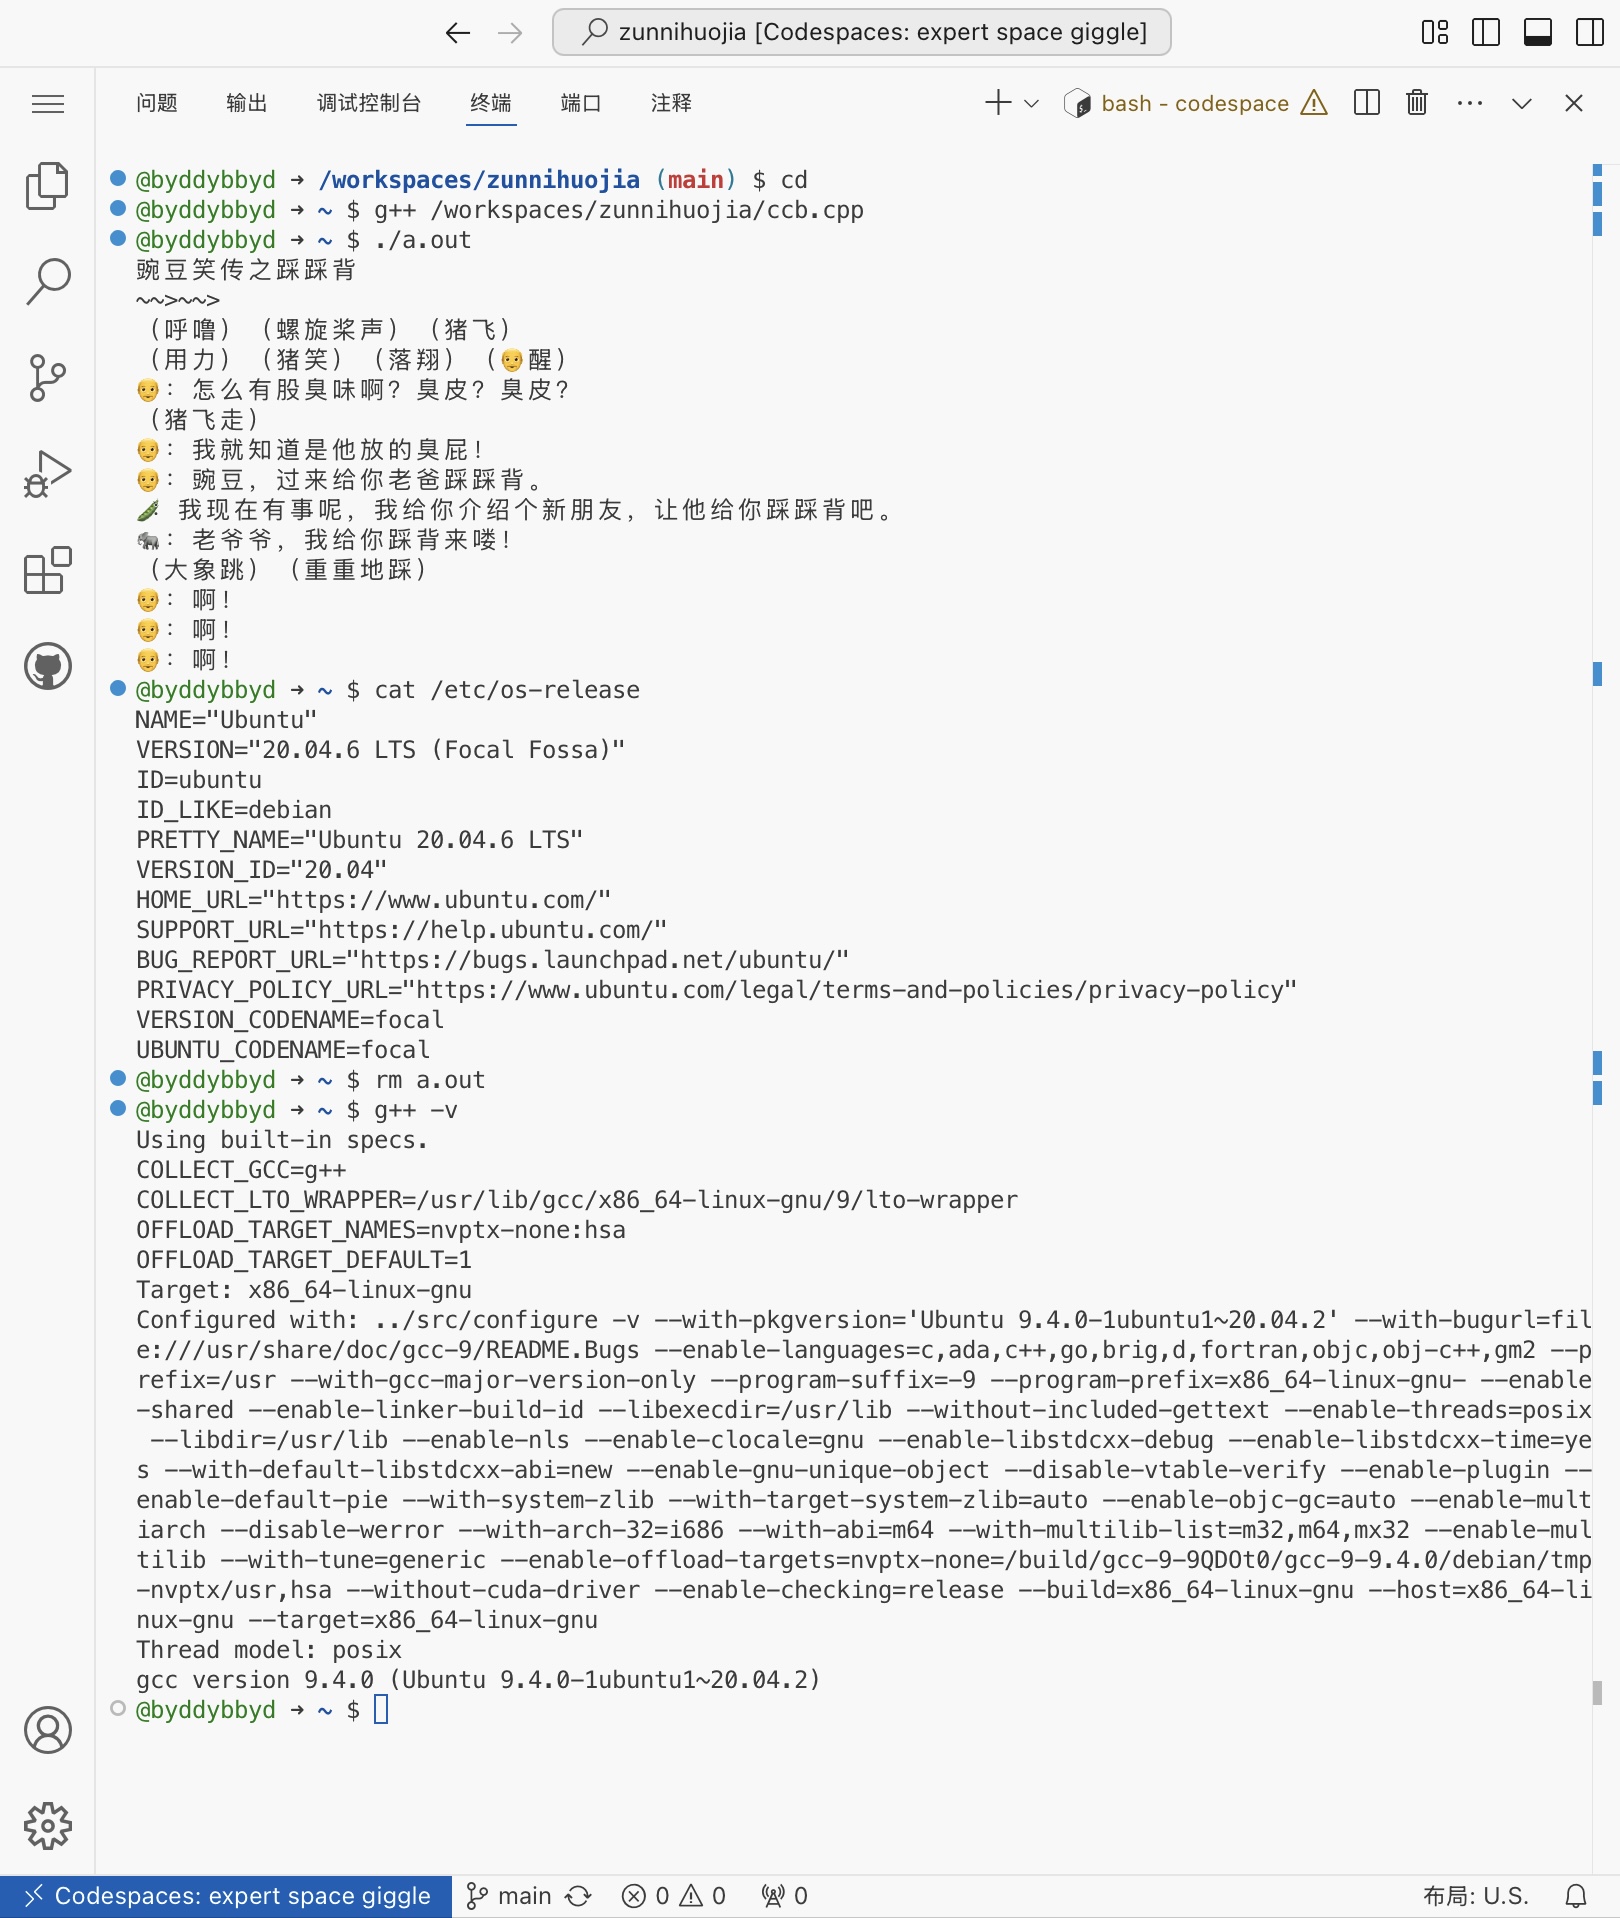 zunnihuojia [Codespaces: expert space giggle]
问题 输出 调试控制台 终端 端口 注释 bash - codespace
@byddybbyd → /workspaces/zunnihuojia (main) $ cd
@byddybbyd → ~ $ g++ /workspaces/zunnihuojia/ccb.cpp
@byddybbyd → ~ $ ./a.out
豌豆笑传之踩踩背
~~>~~>
（呼噜）（螺旋桨声）（猪飞）
（用力）（猪笑）（落翔）（👴醒）
👴：怎么有股臭味啊？臭皮？臭皮？
（猪飞走）
👴：我就知道是他放的臭屁！
👴：豌豆，过来给你老爸踩踩背。
🫛：我现在有事呢，我给你介绍个新朋友，让他给你踩踩背吧。
🐘：老爷爷，我给你踩背来喽！
（大象跳）（重重地踩）
👴：啊！
👴：啊！
👴：啊！
@byddybbyd → ~ $ cat /etc/os-release
NAME="Ubuntu"
VERSION="20.04.6 LTS (Focal Fossa)"
ID=ubuntu
ID_LIKE=debian
PRETTY_NAME="Ubuntu 20.04.6 LTS"
VERSION_ID="20.04"
HOME_URL="https://www.ubuntu.com/"
SUPPORT_URL="https://help.ubuntu.com/"
BUG_REPORT_URL="https://bugs.launchpad.net/ubuntu/"
PRIVACY_POLICY_URL="https://www.ubuntu.com/legal/terms-and-policies/privacy-policy"
VERSION_CODENAME=focal
UBUNTU_CODENAME=focal
@byddybbyd → ~ $ rm a.out
@byddybbyd → ~ $ g++ -v
Using built-in specs.
COLLECT_GCC=g++
COLLECT_LTO_WRAPPER=/usr/lib/gcc/x86_64-linux-gnu/9/lto-wrapper
OFFLOAD_TARGET_NAMES=nvptx-none:hsa
OFFLOAD_TARGET_DEFAULT=1
Target: x86_64-linux-gnu
Configured with: ../src/configure -v --with-pkgversion='Ubuntu 9.4.0-1ubuntu1~20.04.2' --with-bugurl=fil
e:///usr/share/doc/gcc-9/README.Bugs --enable-languages=c,ada,c++,go,brig,d,fortran,objc,obj-c++,gm2 --p
refix=/usr --with-gcc-major-version-only --program-suffix=-9 --program-prefix=x86_64-linux-gnu- --enable
-shared --enable-linker-build-id --libexecdir=/usr/lib --without-included-gettext --enable-threads=posix
 --libdir=/usr/lib --enable-nls --enable-clocale=gnu --enable-libstdcxx-debug --enable-libstdcxx-time=ye
s --with-default-libstdcxx-abi=new --enable-gnu-unique-object --disable-vtable-verify --enable-plugin --
enable-default-pie --with-system-zlib --with-target-system-zlib=auto --enable-objc-gc=auto --enable-mult
iarch --disable-werror --with-arch-32=i686 --with-abi=m64 --with-multilib-list=m32,m64,mx32 --enable-mul
tilib --with-tune=generic --enable-offload-targets=nvptx-none=/build/gcc-9-9QDOt0/gcc-9-9.4.0/debian/tmp
-nvptx/usr,hsa --without-cuda-driver --enable-checking=release --build=x86_64-linux-gnu --host=x86_64-li
nux-gnu --target=x86_64-linux-gnu
Thread model: posix
gcc version 9.4.0 (Ubuntu 9.4.0-1ubuntu1~20.04.2)
@byddybbyd → ~ $
Codespaces: expert space giggle main 0 0 0 布局: U.S.